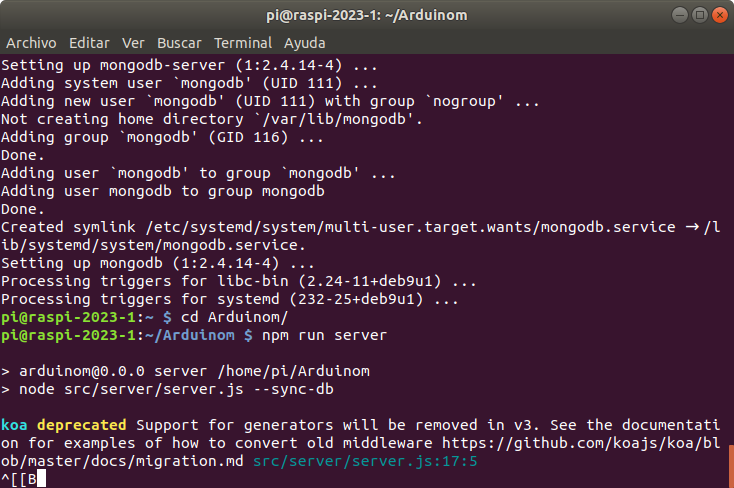 pi@raspi-2023-1: ~/Arduinom
Archivo Editar Ver Buscar Terminal Ayuda
Setting up mongodb-server (1:2.4.14-4) ...
Adding system user `mongodb' (UID 111) ...
Adding new user `mongodb' (UID 111) with group `nogroup' ...
Not creating home directory `/var/lib/mongodb'.
Adding group `mongodb' (GID 116) ...
Done.
Adding user `mongodb' to group `mongodb' ...
Adding user mongodb to group mongodb
Done.
Created symlink /etc/systemd/system/multi-user.target.wants/mongodb.service → /l
ib/systemd/system/mongodb.service.
Setting up mongodb (1:2.4.14-4) ...
Processing triggers for libc-bin (2.24-11+deb9u1) ...
Processing triggers for systemd (232-25+deb9u1) ...
pi@raspi-2023-1:~ $ cd Arduinom/
pi@raspi-2023-1:~/Arduinom $ npm run server
> arduinom@0.0.0 server /home/pi/Arduinom
> node src/server/server.js --sync-db
koa deprecated Support for generators will be removed in v3. See the documentati
on for examples of how to convert old middleware https://github.com/koajs/koa/bl
ob/master/docs/migration.md src/server/server.js:17:5
^[[B